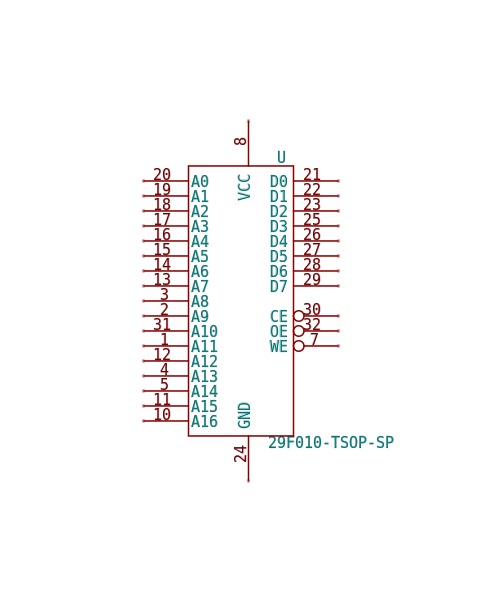 8
U
VCC
20 A0 D0 21
19 A1 D1 22
18 A2 D2 23
17 A3 D3 25
16 A4 D4 26
15 A5 D5 27
14 A6 D6 28
13 A7 D7 29
3 A8
2 A9 CE 30
31 A10 OE 32
1 A11 WE 7
12 A12
4 A13
5 A14
11 A15
10 A16
GND
29F010-TSOP-SP
24